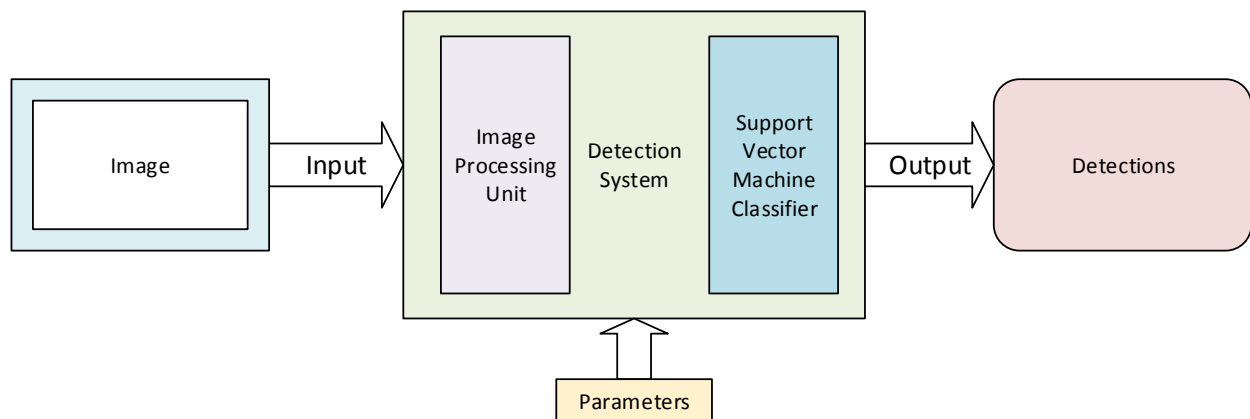 Image
Input
Image
Processing
Unit
Detection
System
Support
Vector
Machine
Classifier
Output
Detections
Parameters